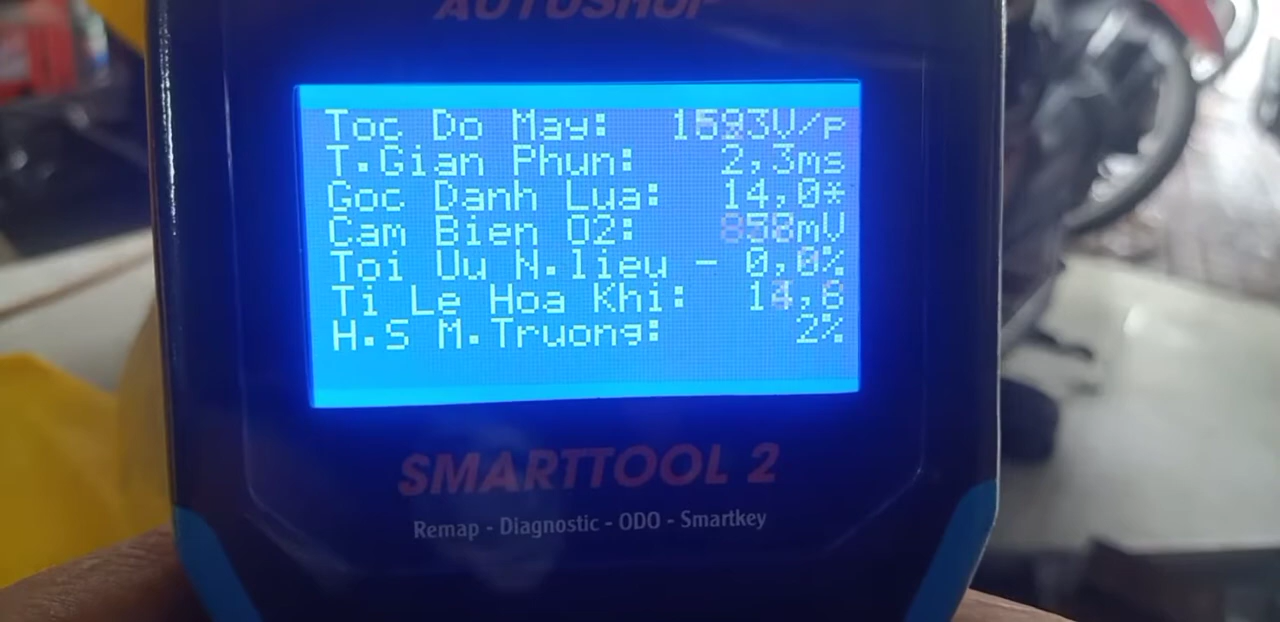 AUTOSHOP
Toc Do May: 1593V/p
T.Gian Phun: 2,3ms
Goc Danh Lua: 14,0*
Cam Bien O2: 858mV
Toi Uu N.lieu - 0,0%
Ti Le Hoa Khi: 14,6
H.S M.Truong: 2%
SMARTTOOL 2
Remap - Diagnostic - ODO - Smartkey